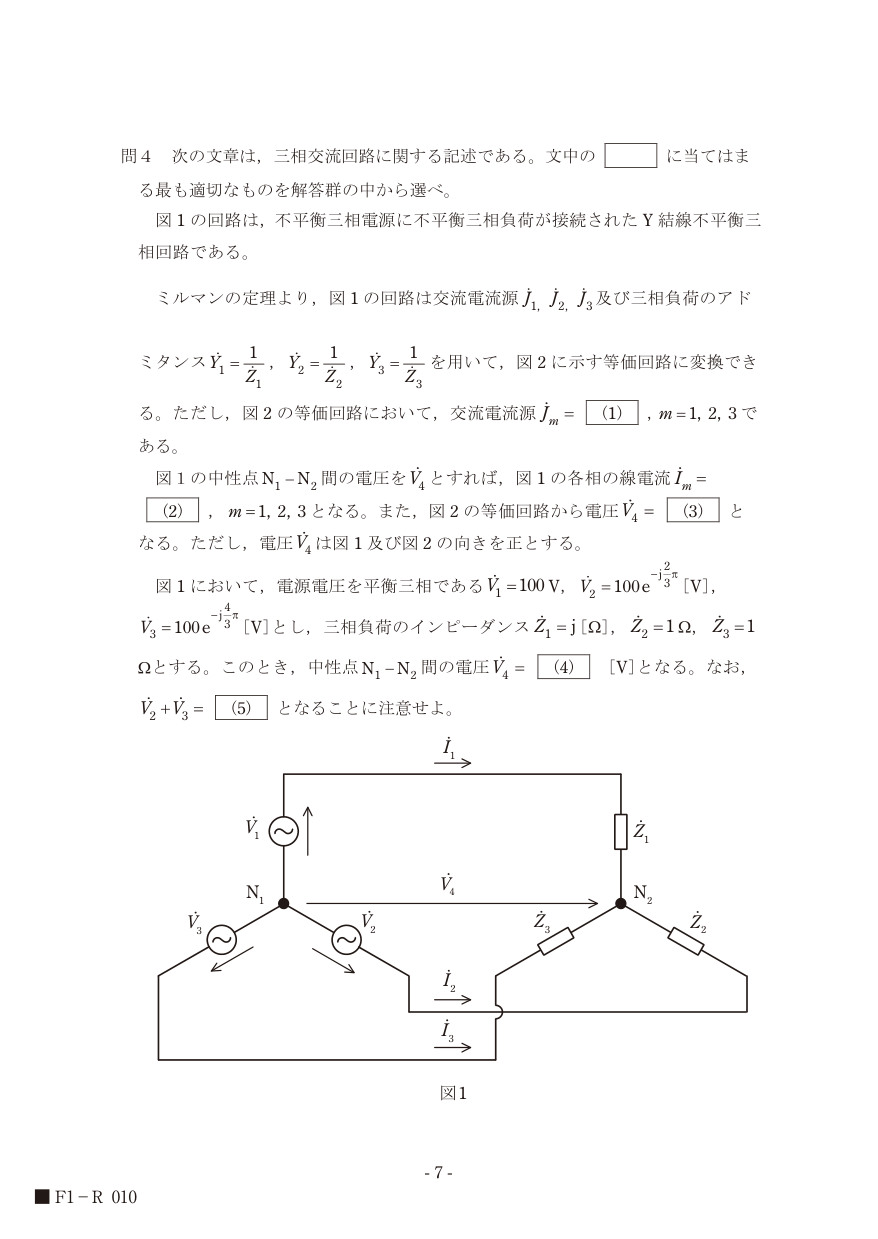 問4 次の文章は，三相交流回路に関する記述である。文中の □ に当てはま
る最も適切なものを解答群の中から選べ。
図1の回路は，不平衡三相電源に不平衡三相負荷が接続されたY結線不平衡三
相回路である。
ミルマンの定理より，図1の回路は交流電流源 J̇₁, J̇₂, J̇₃ 及び三相負荷のアド
ミタンス Ẏ₁ = 1/Ż₁ ，Ẏ₂ = 1/Ż₂ ，Ẏ₃ = 1/Ż₃ を用いて，図2に示す等価回路に変換でき
る。ただし，図2の等価回路において，交流電流源 J̇ₘ = (1) ，m = 1, 2, 3 で
ある。
図1の中性点 N₁ − N₂ 間の電圧を V̇₄ とすれば，図1の各相の線電流 İₘ =
(2) ，m = 1, 2, 3 となる。また，図2の等価回路から電圧 V̇₄ = (3) と
なる。ただし，電圧 V̇₄ は図1及び図2の向きを正とする。
図1において，電源電圧を平衡三相である V̇₁ = 100 V，V̇₂ = 100e^(−j(2/3)π) [V]，
V̇₃ = 100e^(−j(4/3)π) [V] とし，三相負荷のインピーダンス Ż₁ = j [Ω]，Ż₂ = 1 Ω，Ż₃ = 1
Ωとする。このとき，中性点 N₁ − N₂ 間の電圧 V̇₄ = (4) [V] となる。なお，
V̇₂ + V̇₃ = (5) となることに注意せよ。
İ₁
V̇₁
Ż₁
V̇₄
N₁
N₂
V̇₃
V̇₂
Ż₃
Ż₂
İ₂
İ₃
図1
- 7 -
■ F1－R 010